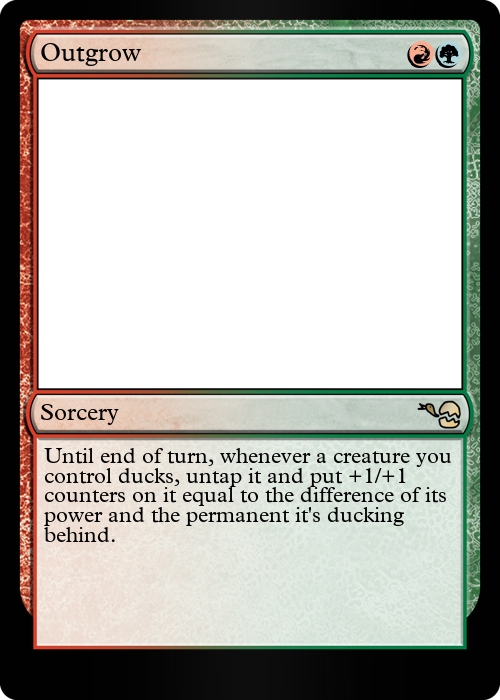 Outgrow
Sorcery
Until end of turn, whenever a creature you
control ducks, untap it and put +1/+1
counters on it equal to the difference of its
power and the permanent it's ducking
behind.